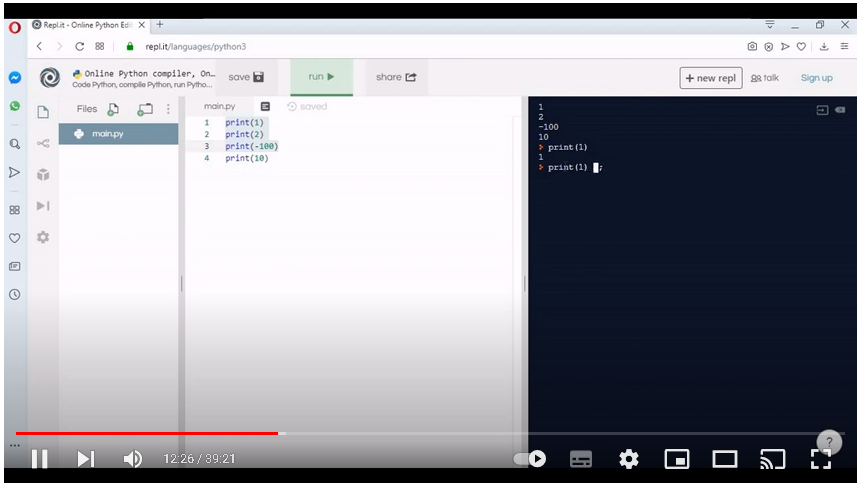 Repl.it - Online Python Edi
repl.it/languages/python3
Online Python compiler, On...
Code Python, compile Python, run Pytho...
save
run
share
+ new repl
talk
Sign up
Files
main.py
saved
main.py
1 print(1)
2 print(2)
3 print(-100)
4 print(10)
1
2
-100
10
> print(1)
1
> print(1) ;
?
12:26 / 39:21